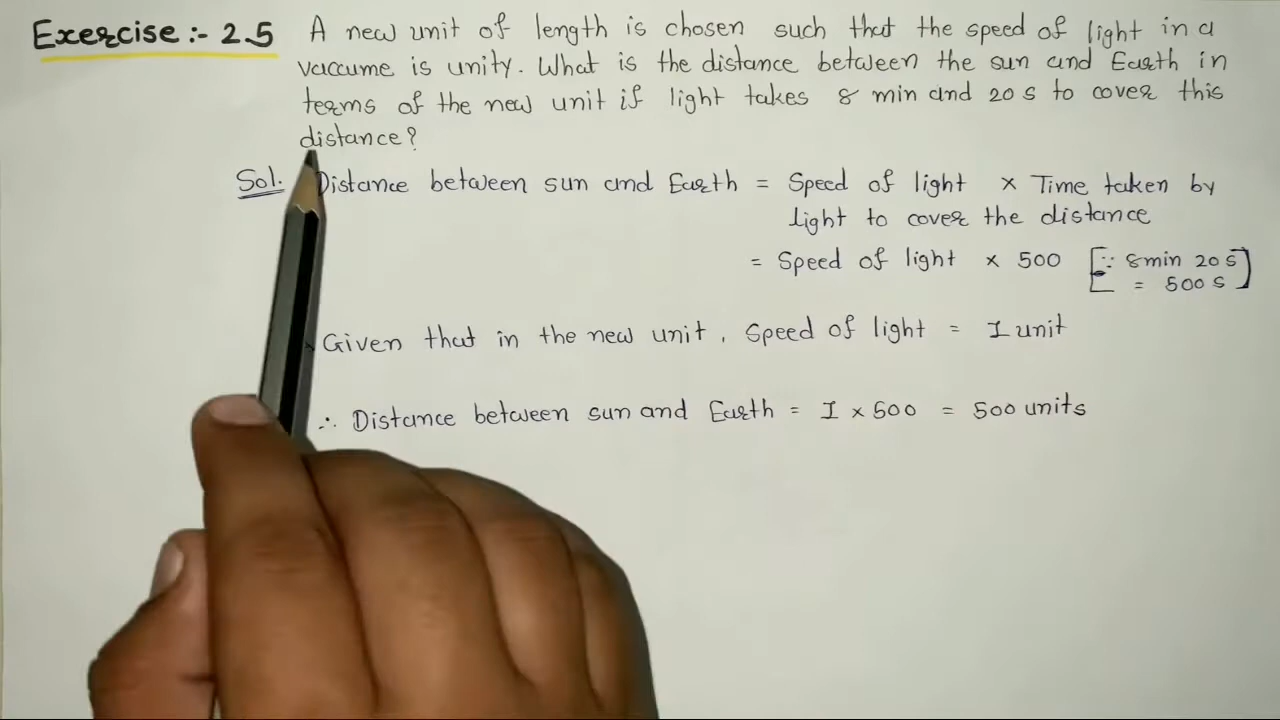 Exercise :- 2.5 A new unit of length is chosen such that the speed of light in a
vaccume is unity. What is the distance between the sun and Earth in
terms of the new unit if light takes 8 min and 20 s to cover this
distance?
Sol. Distance between sun and Earth = Speed of light × Time taken by
light to cover the distance
= Speed of light × 500 [∵ 8min 20 s
= 500 s]
Given that in the new unit, Speed of light = 1 unit
∴ Distance between sun and Earth = 1 × 500 = 500 units